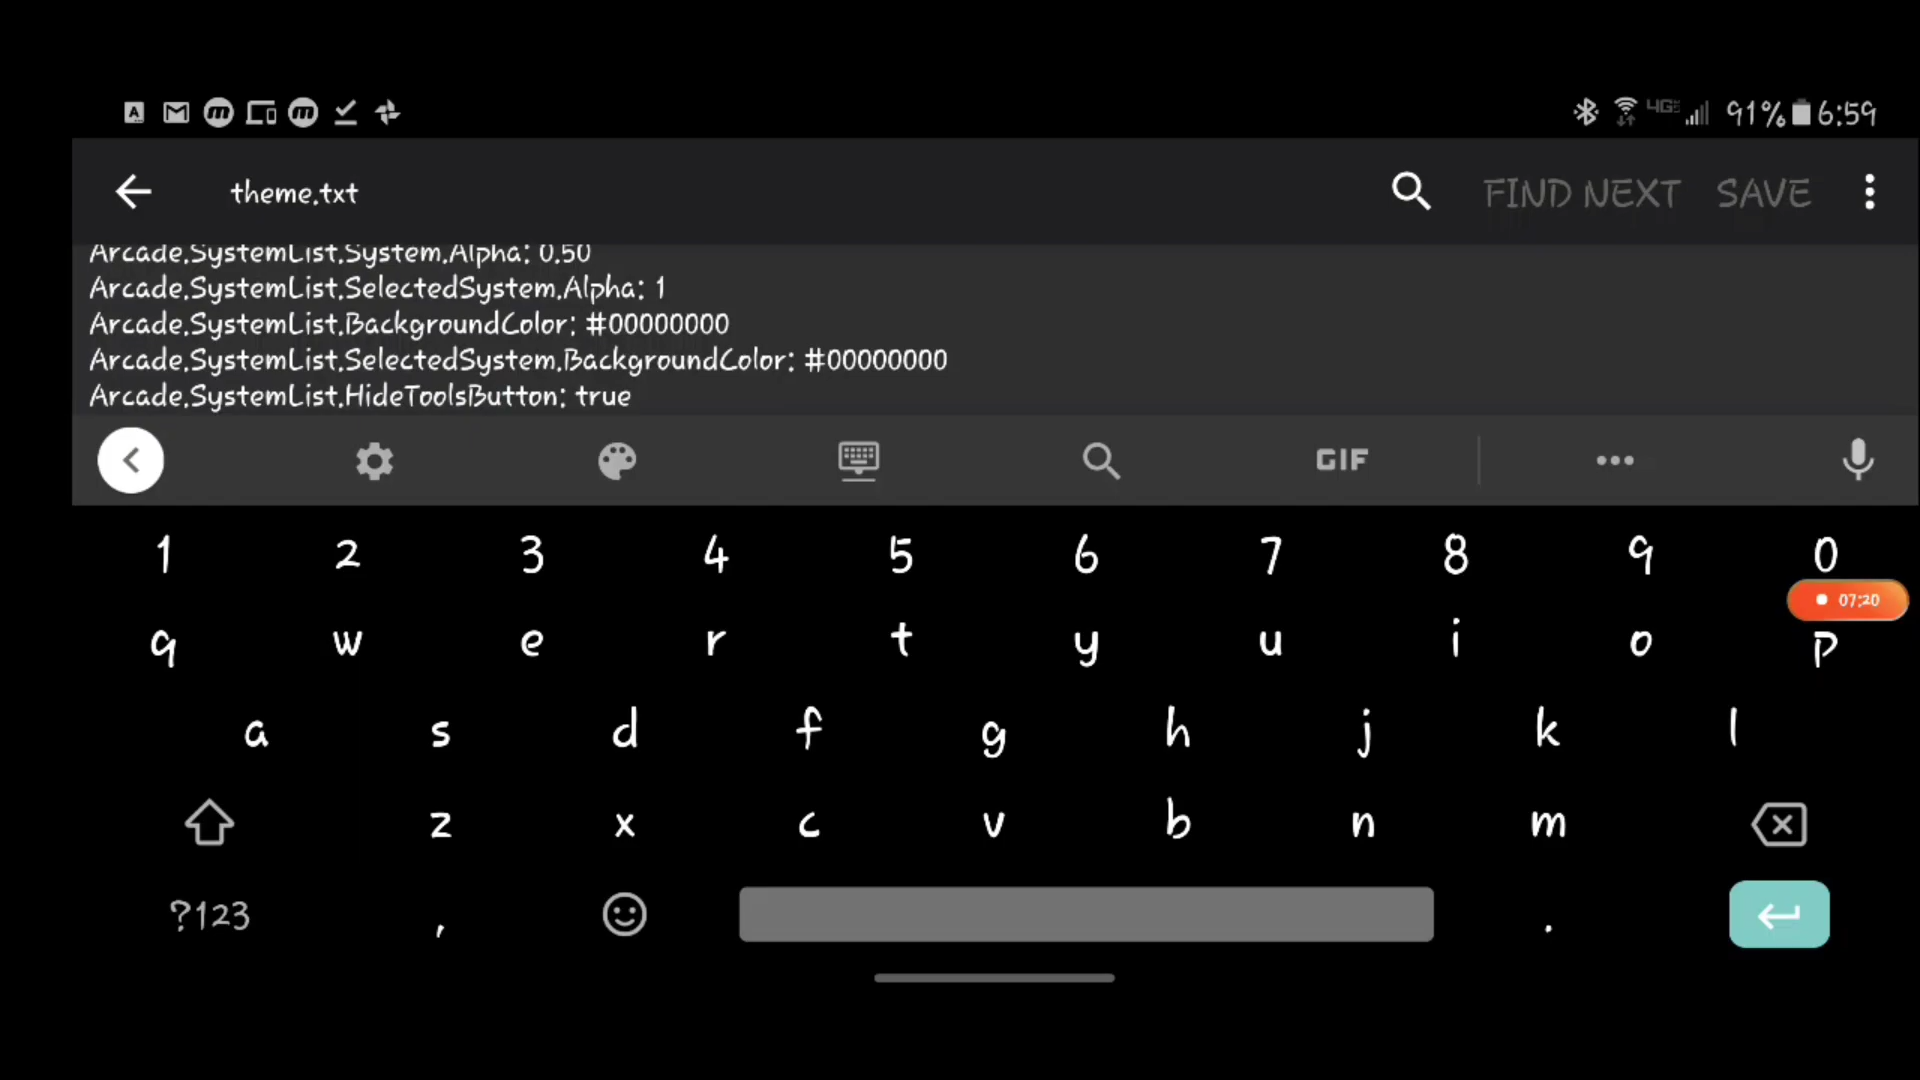 91% 6:59
theme.txt FIND NEXT SAVE
Arcade.SystemList.System.Alpha: 0.50
Arcade.SystemList.SelectedSystem.Alpha: 1
Arcade.SystemList.BackgroundColor: #00000000
Arcade.SystemList.SelectedSystem.BackgroundColor: #00000000
Arcade.SystemList.HideToolsButton: true
GIF
1 2 3 4 5 6 7 8 9 0
07:20
q w e r t y u i o p
a s d f g h j k l
z x c v b n m
?123 , .